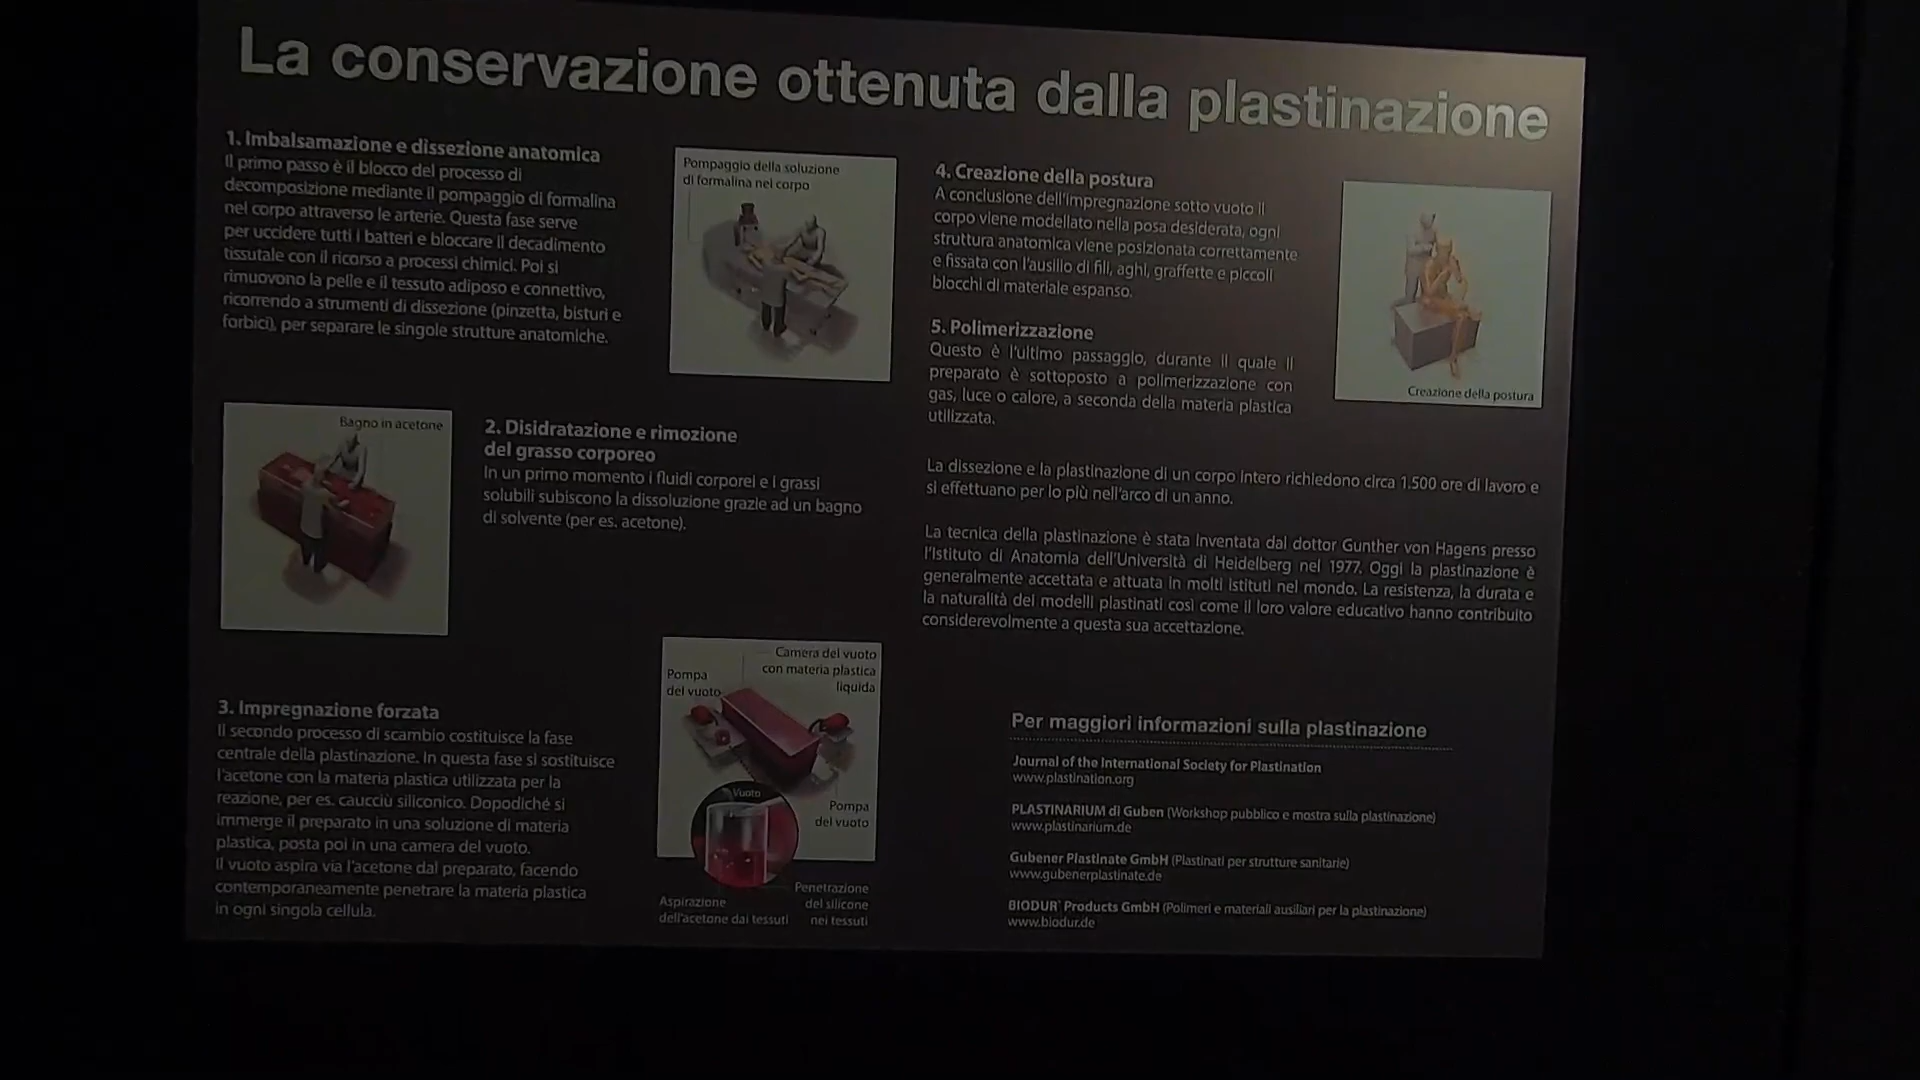 La conservazione ottenuta dalla plastinazione
1. Imbalsamazione e dissezione anatomica
Il primo passo è il blocco del processo di
decomposizione mediante il pompaggio di formalina
nel corpo attraverso le arterie. Questa fase serve
per uccidere tutti i batteri e bloccare il decadimento
tissutale con il ricorso a processi chimici. Poi si
rimuovono la pelle e il tessuto adiposo e connettivo,
ricorrendo a strumenti di dissezione (pinzetta, bisturi e
forbici), per separare le singole strutture anatomiche.
Pompaggio della soluzione
di formalina nel corpo
Bagno in acetone
2. Disidratazione e rimozione
del grasso corporeo
In un primo momento i fluidi corporei e i grassi
solubili subiscono la dissoluzione grazie ad un bagno
di solvente (per es. acetone).
3. Impregnazione forzata
Il secondo processo di scambio costituisce la fase
centrale della plastinazione. In questa fase si sostituisce
l'acetone con la materia plastica utilizzata per la
reazione, per es. caucciù siliconico. Dopodiché si
immerge il preparato in una soluzione di materia
plastica, posta poi in una camera del vuoto.
Il vuoto aspira via l'acetone dal preparato, facendo
contemporaneamente penetrare la materia plastica
in ogni singola cellula.
Camera del vuoto
con materia plastica
liquida
Pompa
del vuoto
Vuoto
Pompa
del vuoto
Aspirazione
dell'acetone dai tessuti
Penetrazione
del silicone
nei tessuti
4. Creazione della postura
A conclusione dell'impregnazione sotto vuoto il
corpo viene modellato nella posa desiderata, ogni
struttura anatomica viene posizionata correttamente
e fissata con l'ausilio di fili, aghi, graffette e piccoli
blocchi di materiale espanso.
Creazione della postura
5. Polimerizzazione
Questo è l'ultimo passaggio, durante il quale il
preparato è sottoposto a polimerizzazione con
gas, luce o calore, a seconda della materia plastica
utilizzata.
La dissezione e la plastinazione di un corpo intero richiedono circa 1.500 ore di lavoro e
si effettuano per lo più nell'arco di un anno.
La tecnica della plastinazione è stata inventata dal dottor Gunther von Hagens presso
l'Istituto di Anatomia dell'Università di Heidelberg nel 1977. Oggi la plastinazione è
generalmente accettata e attuata in molti istituti nel mondo. La resistenza, la durata e
la naturalità dei modelli plastinati così come il loro valore educativo hanno contribuito
considerevolmente a questa sua accettazione.
Per maggiori informazioni sulla plastinazione
Journal of the International Society for Plastination
www.plastination.org
PLASTINARIUM di Guben (Workshop pubblico e mostra sulla plastinazione)
www.plastinarium.de
Gubener Plastinate GmbH (Plastinati per strutture sanitarie)
www.gubenerplastinate.de
BIODUR® Products GmbH (Polimeri e materiali ausiliari per la plastinazione)
www.biodur.de